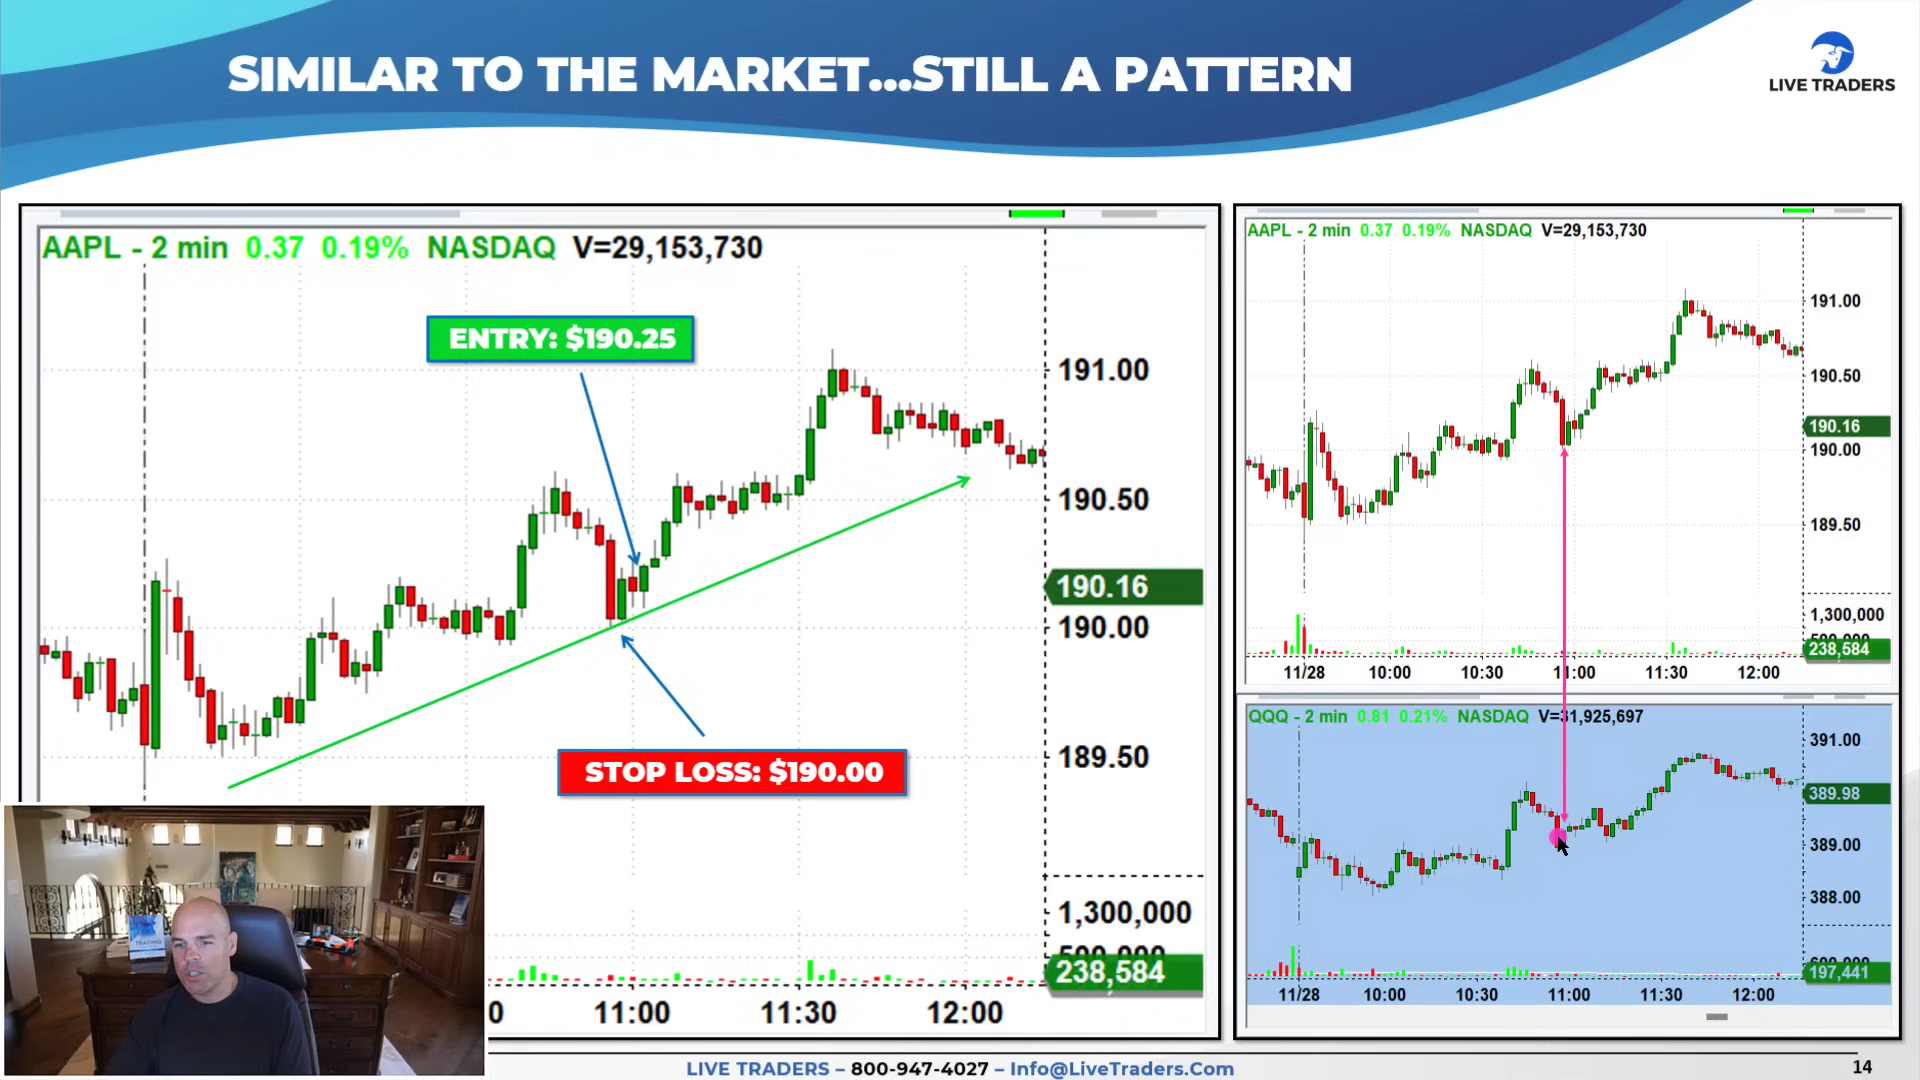 SIMILAR TO THE MARKET...STILL A PATTERN
LIVE TRADERS
AAPL - 2 min 0.37 0.19% NASDAQ V=29,153,730
ENTRY: $190.25
191.00
190.50
190.16
190.00
189.50
STOP LOSS: $190.00
1,300,000
238,584
0 11:00 11:30 12:00
AAPL - 2 min 0.37 0.19% NASDAQ V=29,153,730
191.00
190.50
190.16
190.00
189.50
1,300,000
238,584
11/28 10:00 10:30 11:00 11:30 12:00
QQQ - 2 min 0.81 0.21% NASDAQ V=31,925,697
391.00
389.98
389.00
388.00
197,441
11/28 10:00 10:30 11:00 11:30 12:00
TRADING
LIVE TRADERS – 800-947-4027 – Info@LiveTraders.Com
14